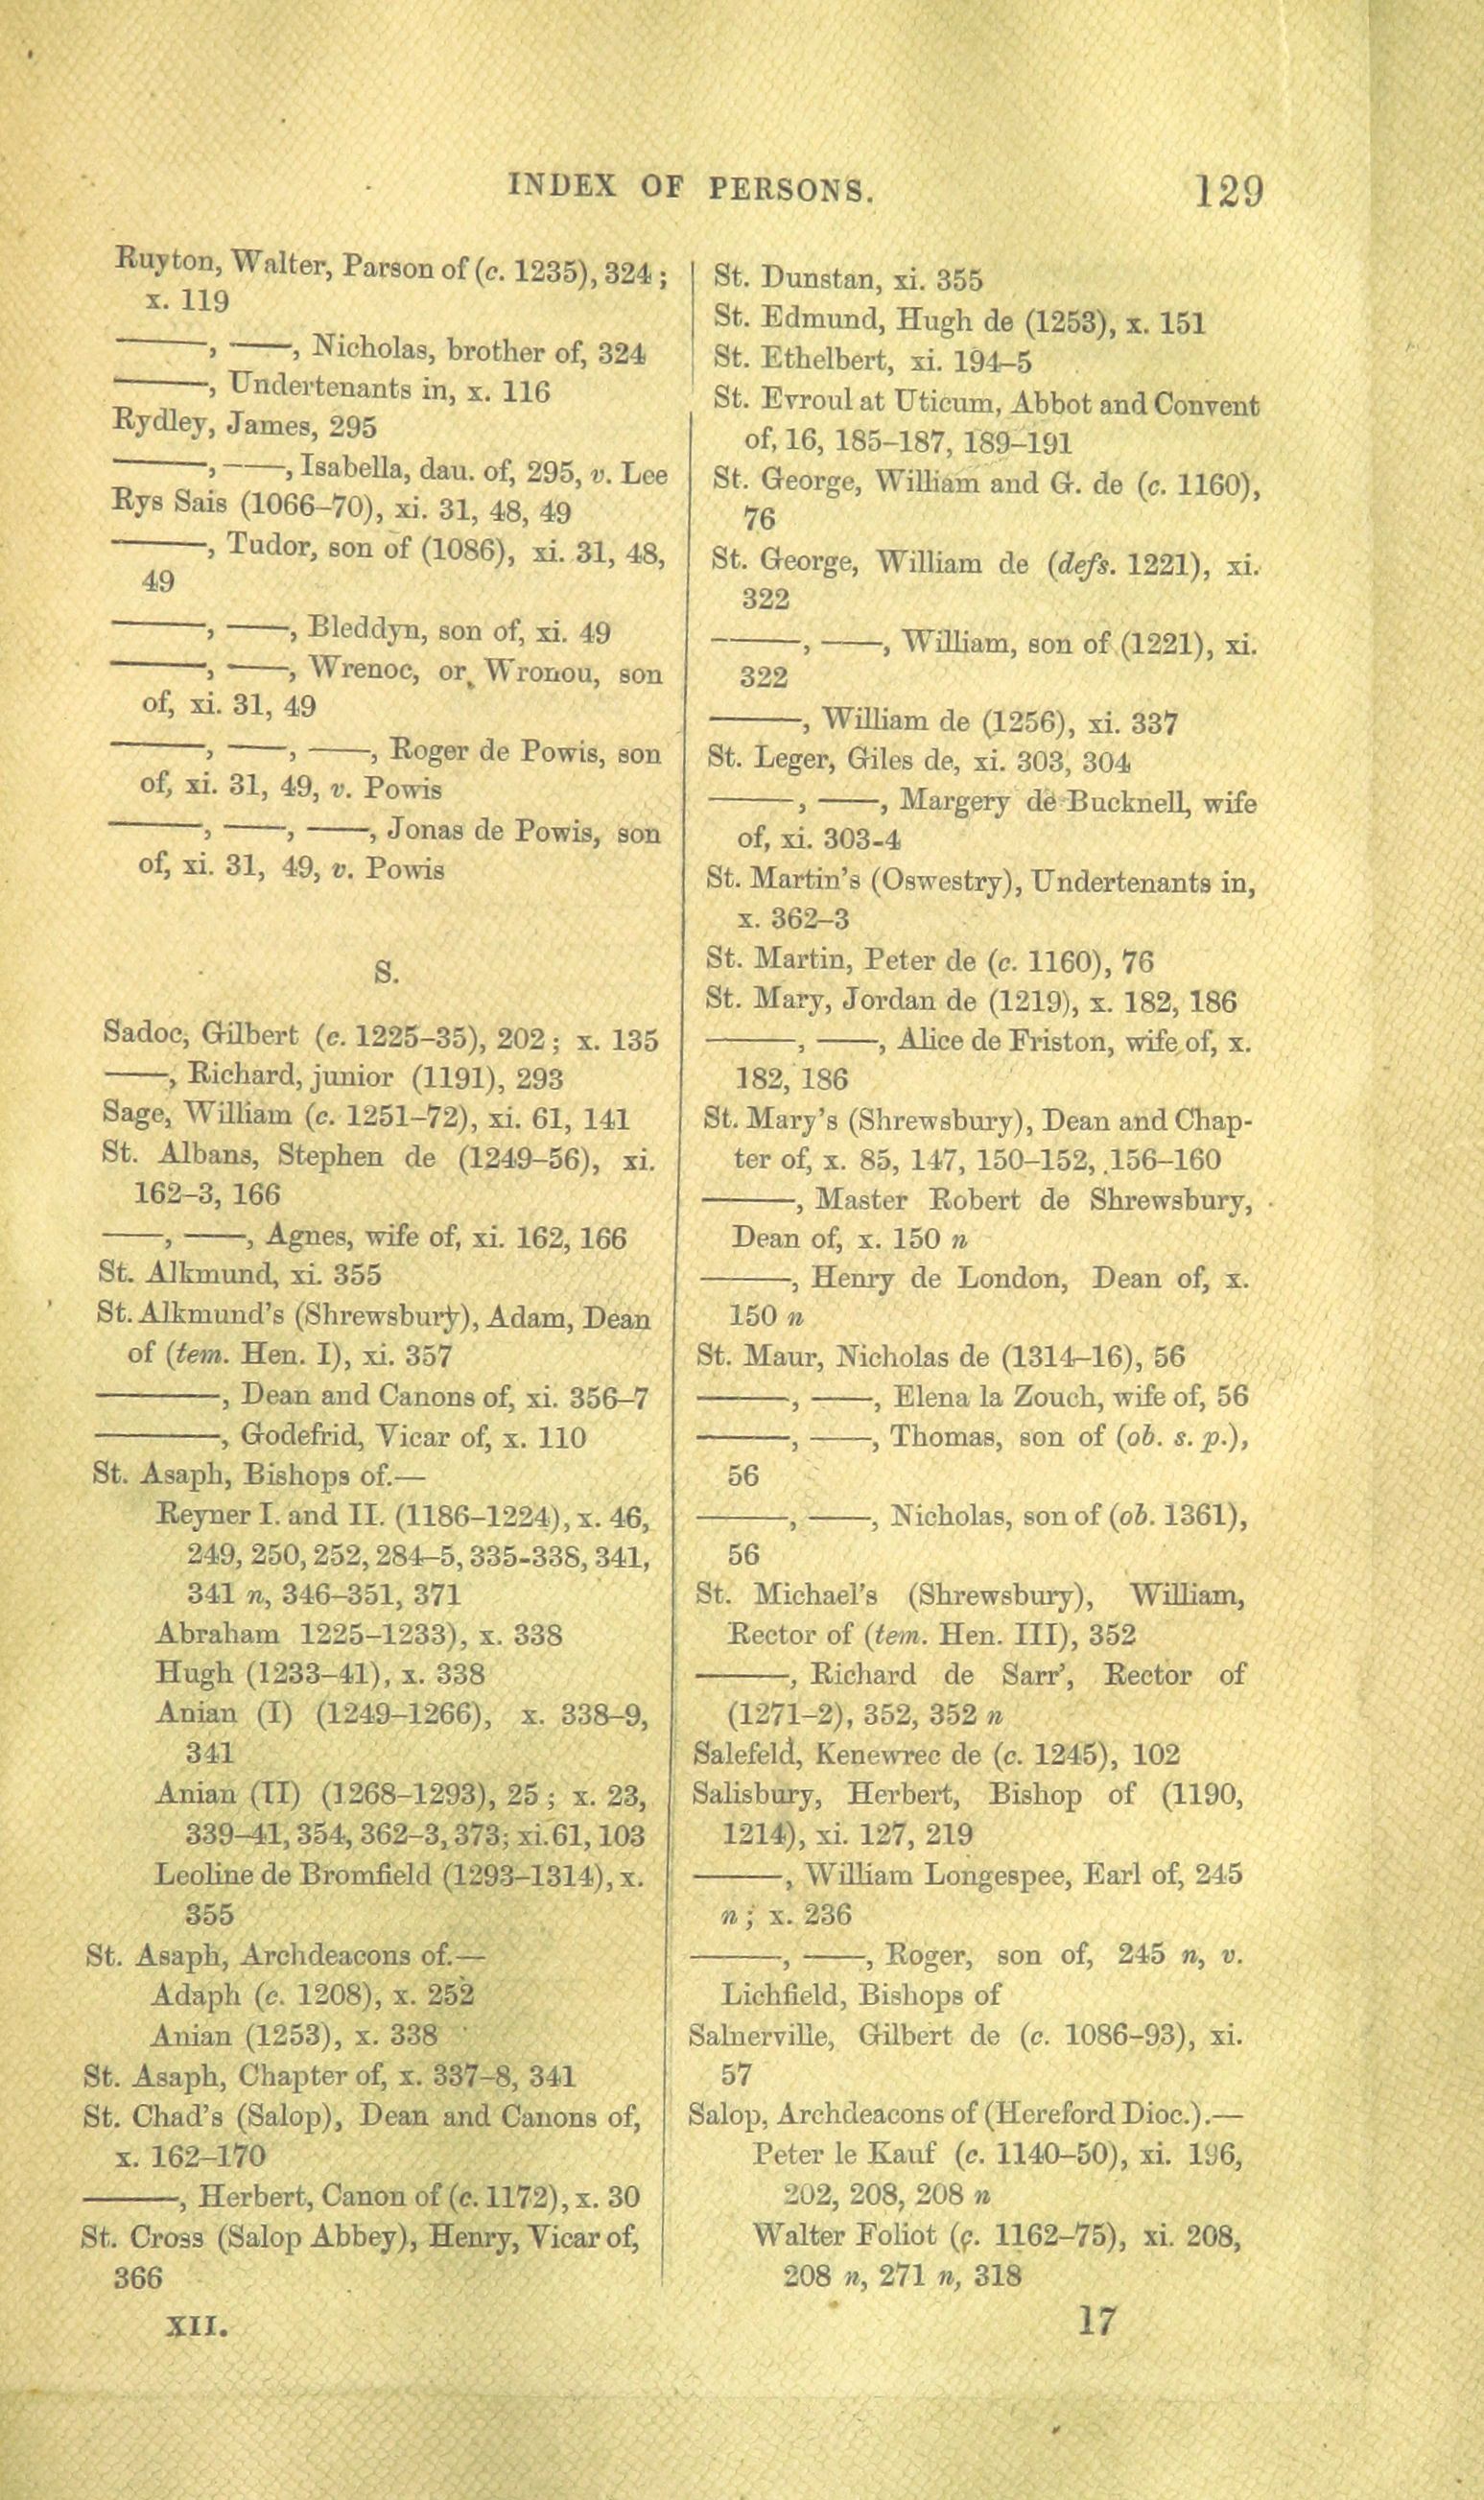 INDEX OF PERSONS. 129
Ruyton, Walter, Parson of (c. 1235), 324;
x. 119
———, ——, Nicholas, brother of, 324
———, Undertenants in, x. 116
Rydley, James, 295
———, ——, Isabella, dau. of, 295, v. Lee
Rys Sais (1066–70), xi. 31, 48, 49
———, Tudor, son of (1086), xi. 31, 48,
49
———, ——, Bleddyn, son of, xi. 49
———, ——, Wrenoc, or Wronou, son
of, xi. 31, 49
———, ——, ——, Roger de Powis, son
of, xi. 31, 49, v. Powis
———, ——, ——, Jonas de Powis, son
of, xi. 31, 49, v. Powis
S.
Sadoc, Gilbert (c. 1225–35), 202; x. 135
——, Richard, junior (1191), 293
Sage, William (c. 1251–72), xi. 61, 141
St. Albans, Stephen de (1249–56), xi.
162–3, 166
——, ——, Agnes, wife of, xi. 162, 166
St. Alkmund, xi. 355
St. Alkmund's (Shrewsbury), Adam, Dean
of (tem. Hen. I), xi. 357
————, Dean and Canons of, xi. 356–7
————, Godefrid, Vicar of, x. 110
St. Asaph, Bishops of.—
Reyner I. and II. (1186–1224), x. 46,
249, 250, 252, 284–5, 335-338, 341,
341 n, 346–351, 371
Abraham 1225–1233), x. 338
Hugh (1233–41), x. 338
Anian (I) (1249–1266), x. 338–9,
341
Anian (II) (1268–1293), 25; x. 23,
339–41, 354, 362–3, 373; xi. 61, 103
Leoline de Bromfield (1293–1314), x.
355
St. Asaph, Archdeacons of.—
Adaph (c. 1208), x. 252
Anian (1253), x. 338
St. Asaph, Chapter of, x. 337–8, 341
St. Chad's (Salop), Dean and Canons of,
x. 162–170
———, Herbert, Canon of (c. 1172), x. 30
St. Cross (Salop Abbey), Henry, Vicar of,
366
St. Dunstan, xi. 355
St. Edmund, Hugh de (1253), x. 151
St. Ethelbert, xi. 194–5
St. Evroul at Uticum, Abbot and Convent
of, 16, 185–187, 189–191
St. George, William and G. de (c. 1160),
76
St. George, William de (defs. 1221), xi.
322
———, ——, William, son of (1221), xi.
322
———, William de (1256), xi. 337
St. Leger, Giles de, xi. 303, 304
———, ——, Margery de Bucknell, wife
of, xi. 303-4
St. Martin's (Oswestry), Undertenants in,
x. 362–3
St. Martin, Peter de (c. 1160), 76
St. Mary, Jordan de (1219), x. 182, 186
———, ——, Alice de Friston, wife of, x.
182, 186
St. Mary's (Shrewsbury), Dean and Chap-
ter of, x. 85, 147, 150–152, 156–160
———, Master Robert de Shrewsbury,
Dean of, x. 150 n
———, Henry de London, Dean of, x.
150 n
St. Maur, Nicholas de (1314–16), 56
———, ——, Elena la Zouch, wife of, 56
———, ——, Thomas, son of (ob. s. p.),
56
———, ——, Nicholas, son of (ob. 1361),
56
St. Michael's (Shrewsbury), William,
Rector of (tem. Hen. III), 352
———, Richard de Sarr', Rector of
(1271–2), 352, 352 n
Salefeld, Kenewrec de (c. 1245), 102
Salisbury, Herbert, Bishop of (1190,
1214), xi. 127, 219
———, William Longespee, Earl of, 245
n; x. 236
———, ——, Roger, son of, 245 n, v.
Lichfield, Bishops of
Salnerville, Gilbert de (c. 1086–93), xi.
57
Salop, Archdeacons of (Hereford Dioc.).—
Peter le Kauf (c. 1140–50), xi. 196,
202, 208, 208 n
Walter Foliot (c. 1162–75), xi. 208,
208 n, 271 n, 318
XII. 17